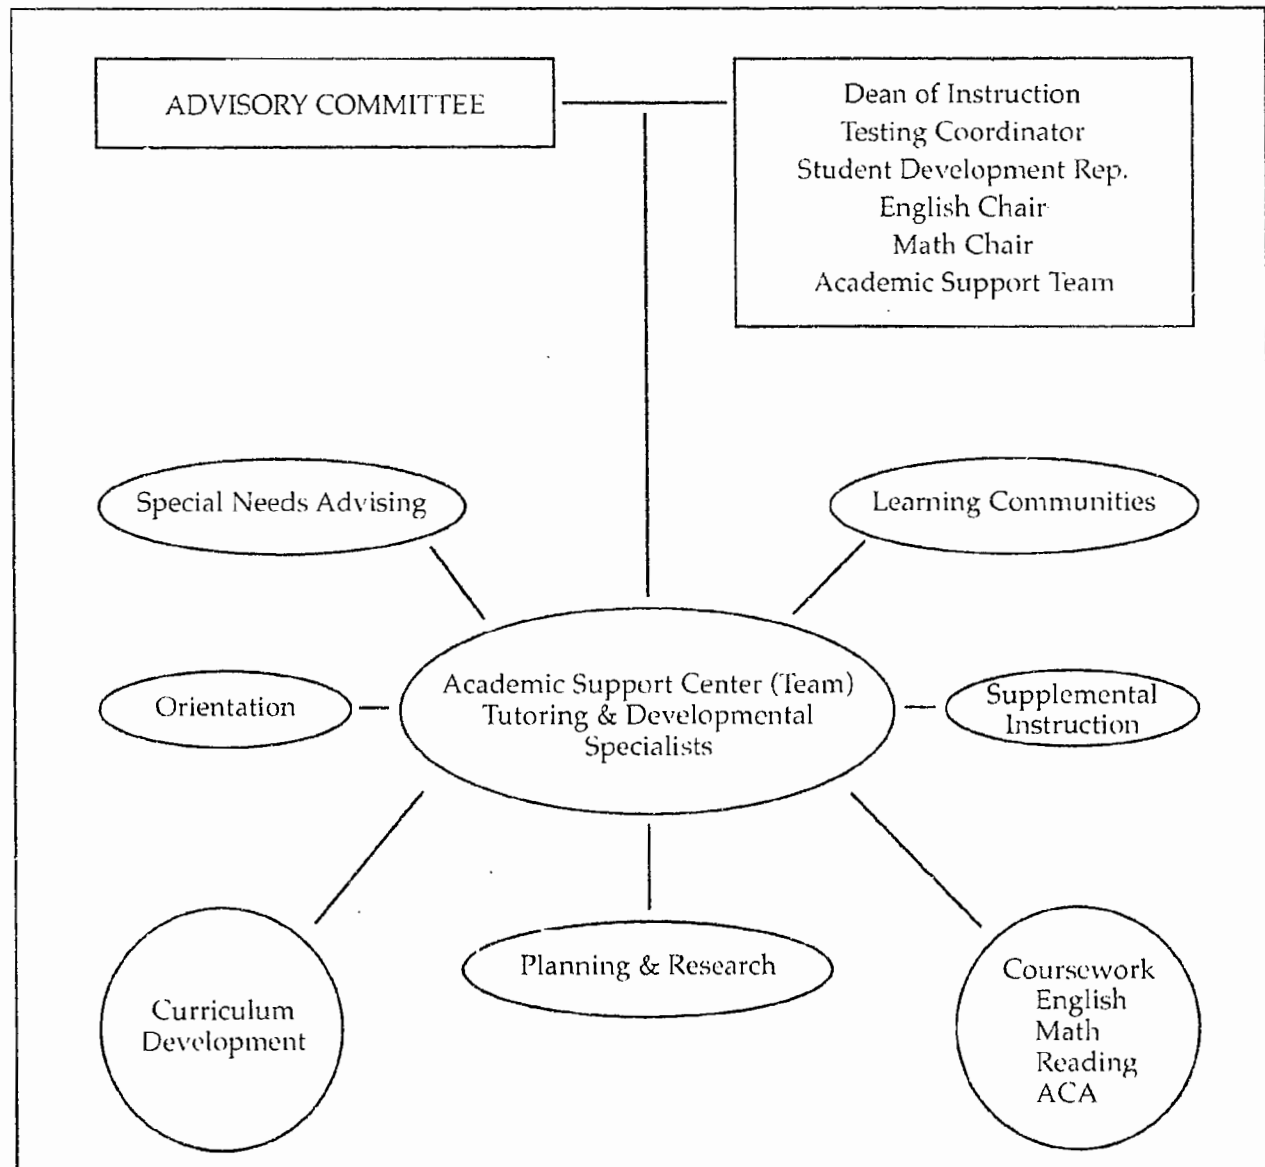 ADVISORY COMMITTEE
Dean of Instruction
Testing Coordinator
Student Development Rep.
English Chair
Math Chair
Academic Support Team
Special Needs Advising
Learning Communities
Academic Support Center (Team)
Tutoring & Developmental
Specialists
Orientation
Supplemental
Instruction
Curriculum
Development
Planning & Research
Coursework
English
Math
Reading
ACA